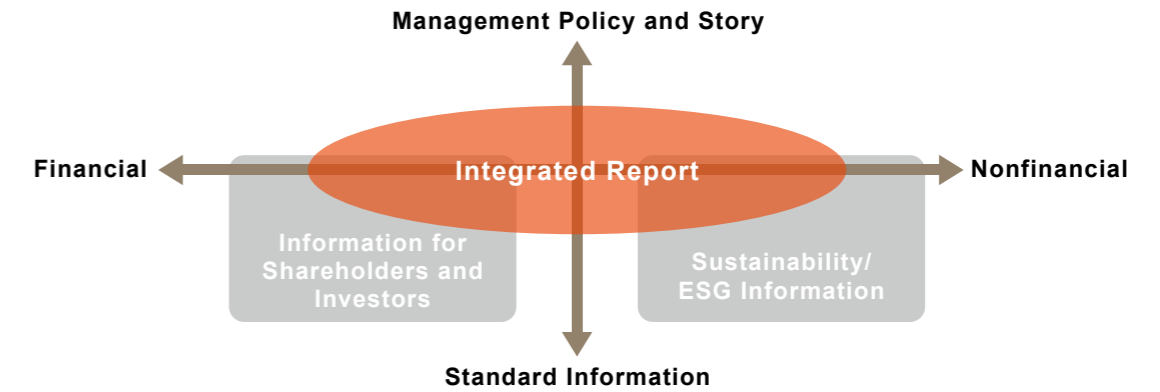 Management Policy and Story
Financial
Integrated Report
Nonfinancial
Information for
Shareholders and
Investors
Sustainability/
ESG Information
Standard Information